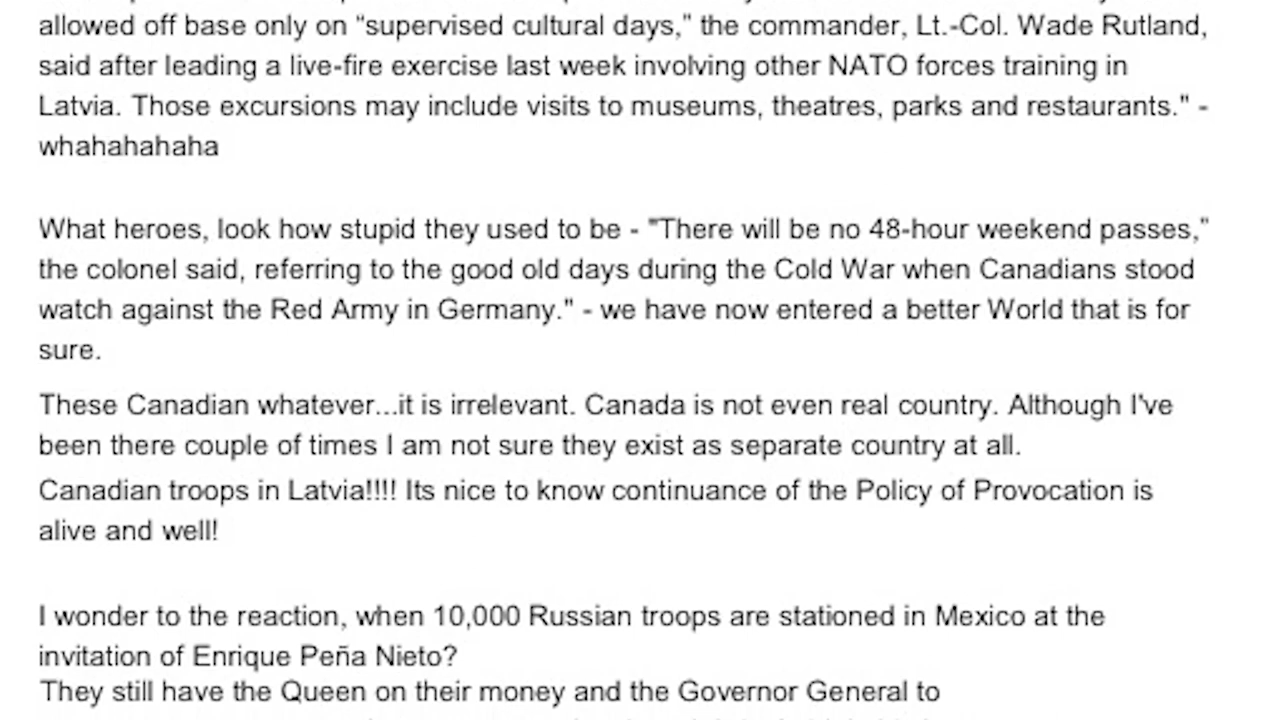 allowed off base only on "supervised cultural days," the commander, Lt.-Col. Wade Rutland,
said after leading a live-fire exercise last week involving other NATO forces training in
Latvia. Those excursions may include visits to museums, theatres, parks and restaurants." -
whahahahaha
What heroes, look how stupid they used to be - "There will be no 48-hour weekend passes,"
the colonel said, referring to the good old days during the Cold War when Canadians stood
watch against the Red Army in Germany." - we have now entered a better World that is for
sure.
These Canadian whatever...it is irrelevant. Canada is not even real country. Although I've
been there couple of times I am not sure they exist as separate country at all.
Canadian troops in Latvia!!!! Its nice to know continuance of the Policy of Provocation is
alive and well!
I wonder to the reaction, when 10,000 Russian troops are stationed in Mexico at the
invitation of Enrique Peña Nieto?
They still have the Queen on their money and the Governor General to